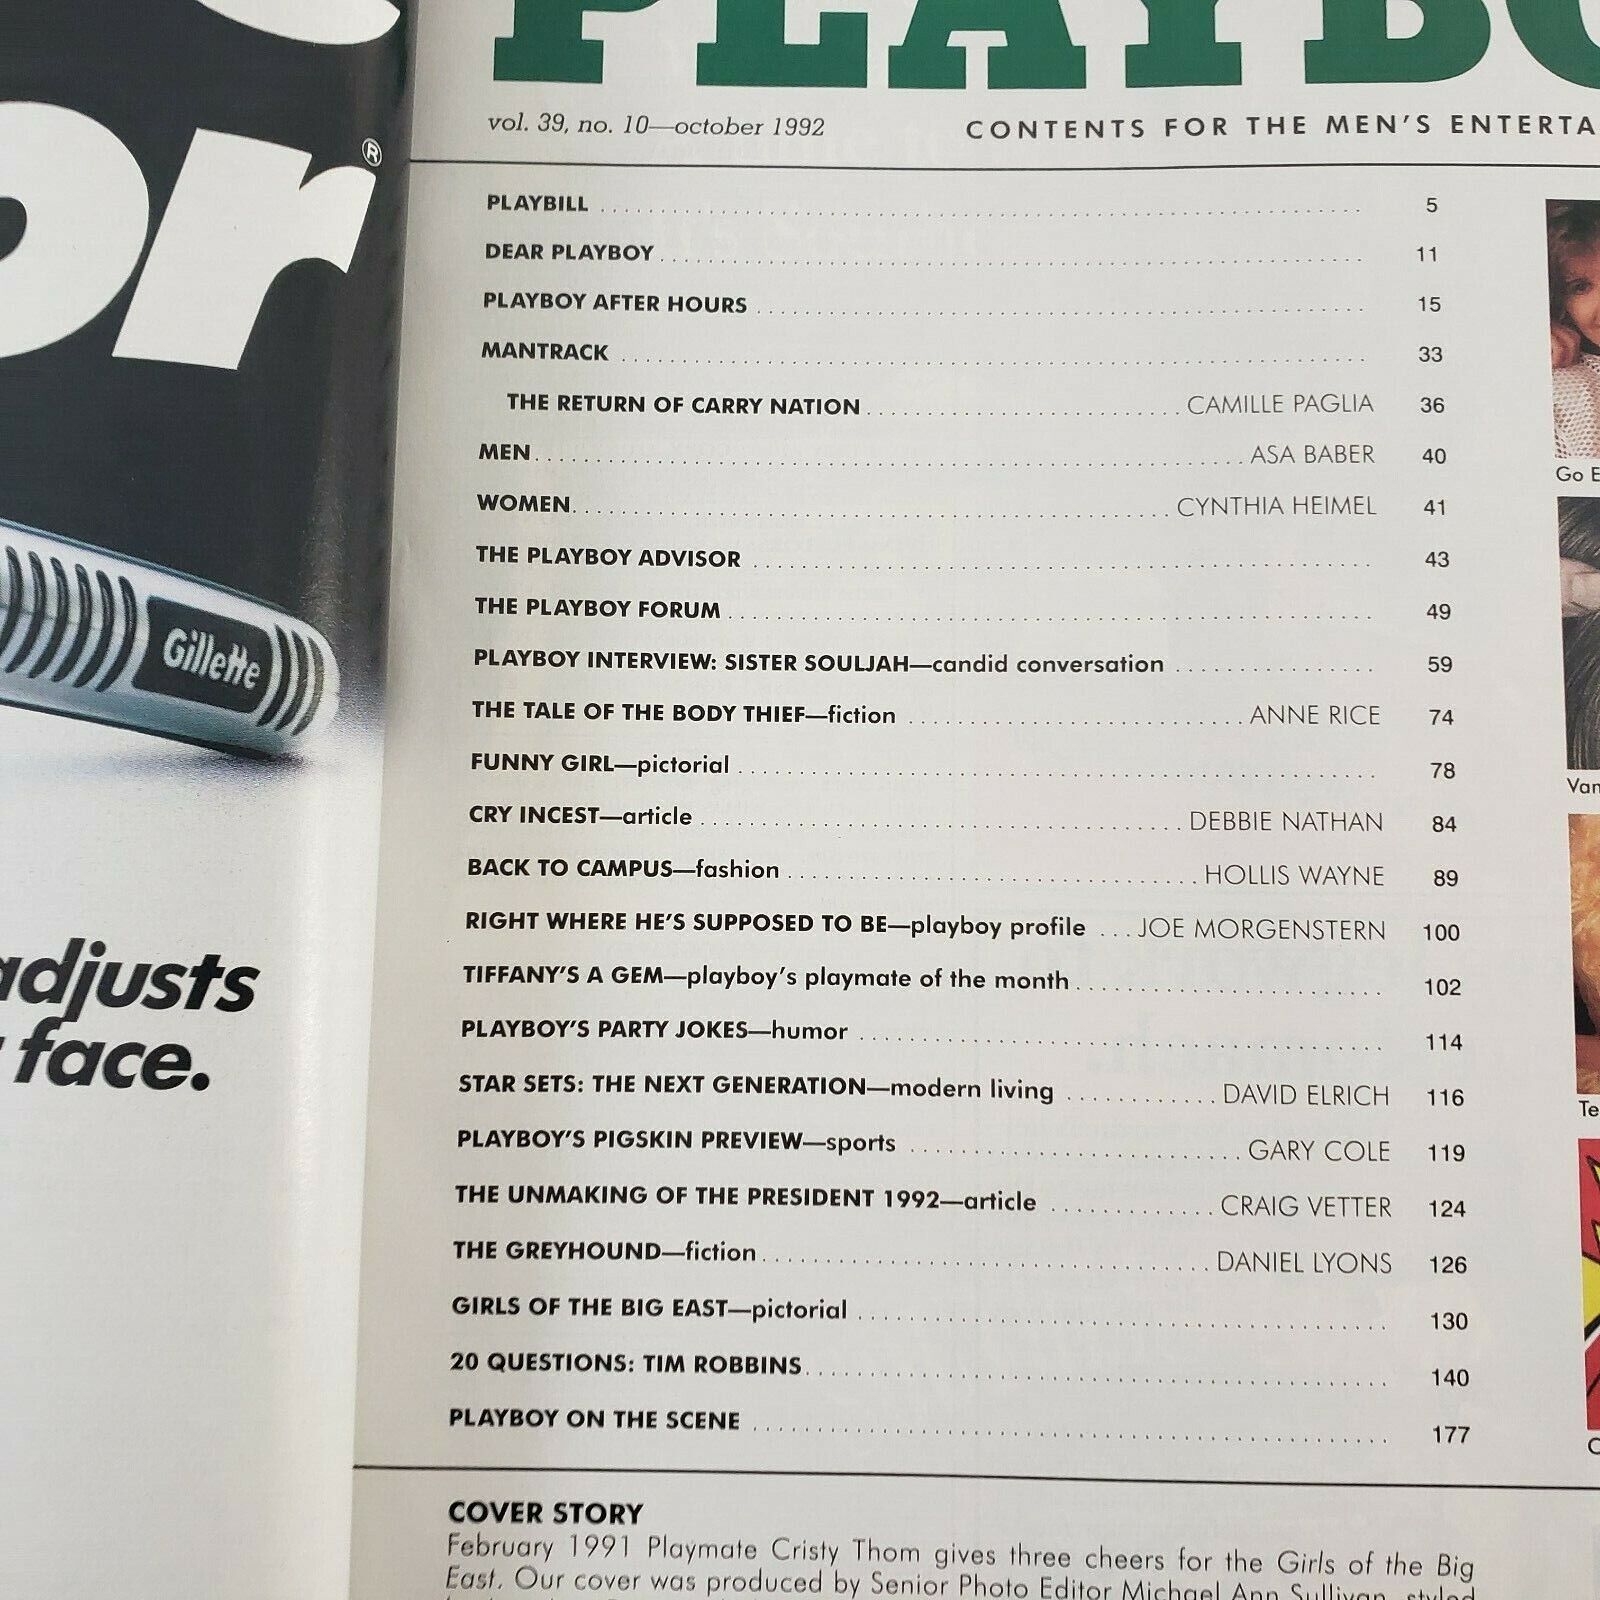 or®
Gillette
adjusts
face.
PLAYBO
vol. 39, no. 10—october 1992
CONTENTS FOR THE MEN'S ENTERTA
PLAYBILL 5
DEAR PLAYBOY 11
PLAYBOY AFTER HOURS 15
MANTRACK 33
THE RETURN OF CARRY NATION CAMILLE PAGLIA 36
MEN ASA BABER 40
WOMEN CYNTHIA HEIMEL 41
THE PLAYBOY ADVISOR 43
THE PLAYBOY FORUM 49
PLAYBOY INTERVIEW: SISTER SOULJAH—candid conversation 59
THE TALE OF THE BODY THIEF—fiction ANNE RICE 74
FUNNY GIRL—pictorial 78
CRY INCEST—article DEBBIE NATHAN 84
BACK TO CAMPUS—fashion HOLLIS WAYNE 89
RIGHT WHERE HE'S SUPPOSED TO BE—playboy profile JOE MORGENSTERN 100
TIFFANY'S A GEM—playboy's playmate of the month 102
PLAYBOY'S PARTY JOKES—humor 114
STAR SETS: THE NEXT GENERATION—modern living DAVID ELRICH 116
PLAYBOY'S PIGSKIN PREVIEW—sports GARY COLE 119
THE UNMAKING OF THE PRESIDENT 1992—article CRAIG VETTER 124
THE GREYHOUND—fiction DANIEL LYONS 126
GIRLS OF THE BIG EAST—pictorial 130
20 QUESTIONS: TIM ROBBINS 140
PLAYBOY ON THE SCENE 177
COVER STORY
February 1991 Playmate Cristy Thom gives three cheers for the Girls of the Big
East. Our cover was produced by Senior Photo Editor Michael Ann Sullivan, styled
Go E
Van
Te